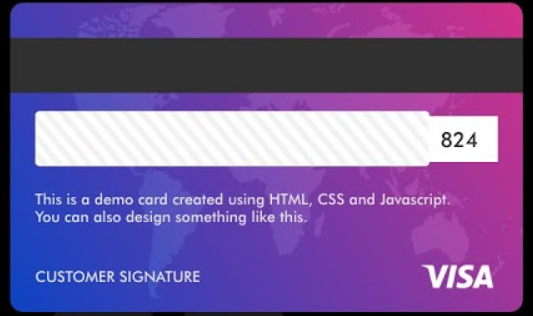 824
This is a demo card created using HTML, CSS and Javascript.
You can also design something like this.
CUSTOMER SIGNATURE
VISA